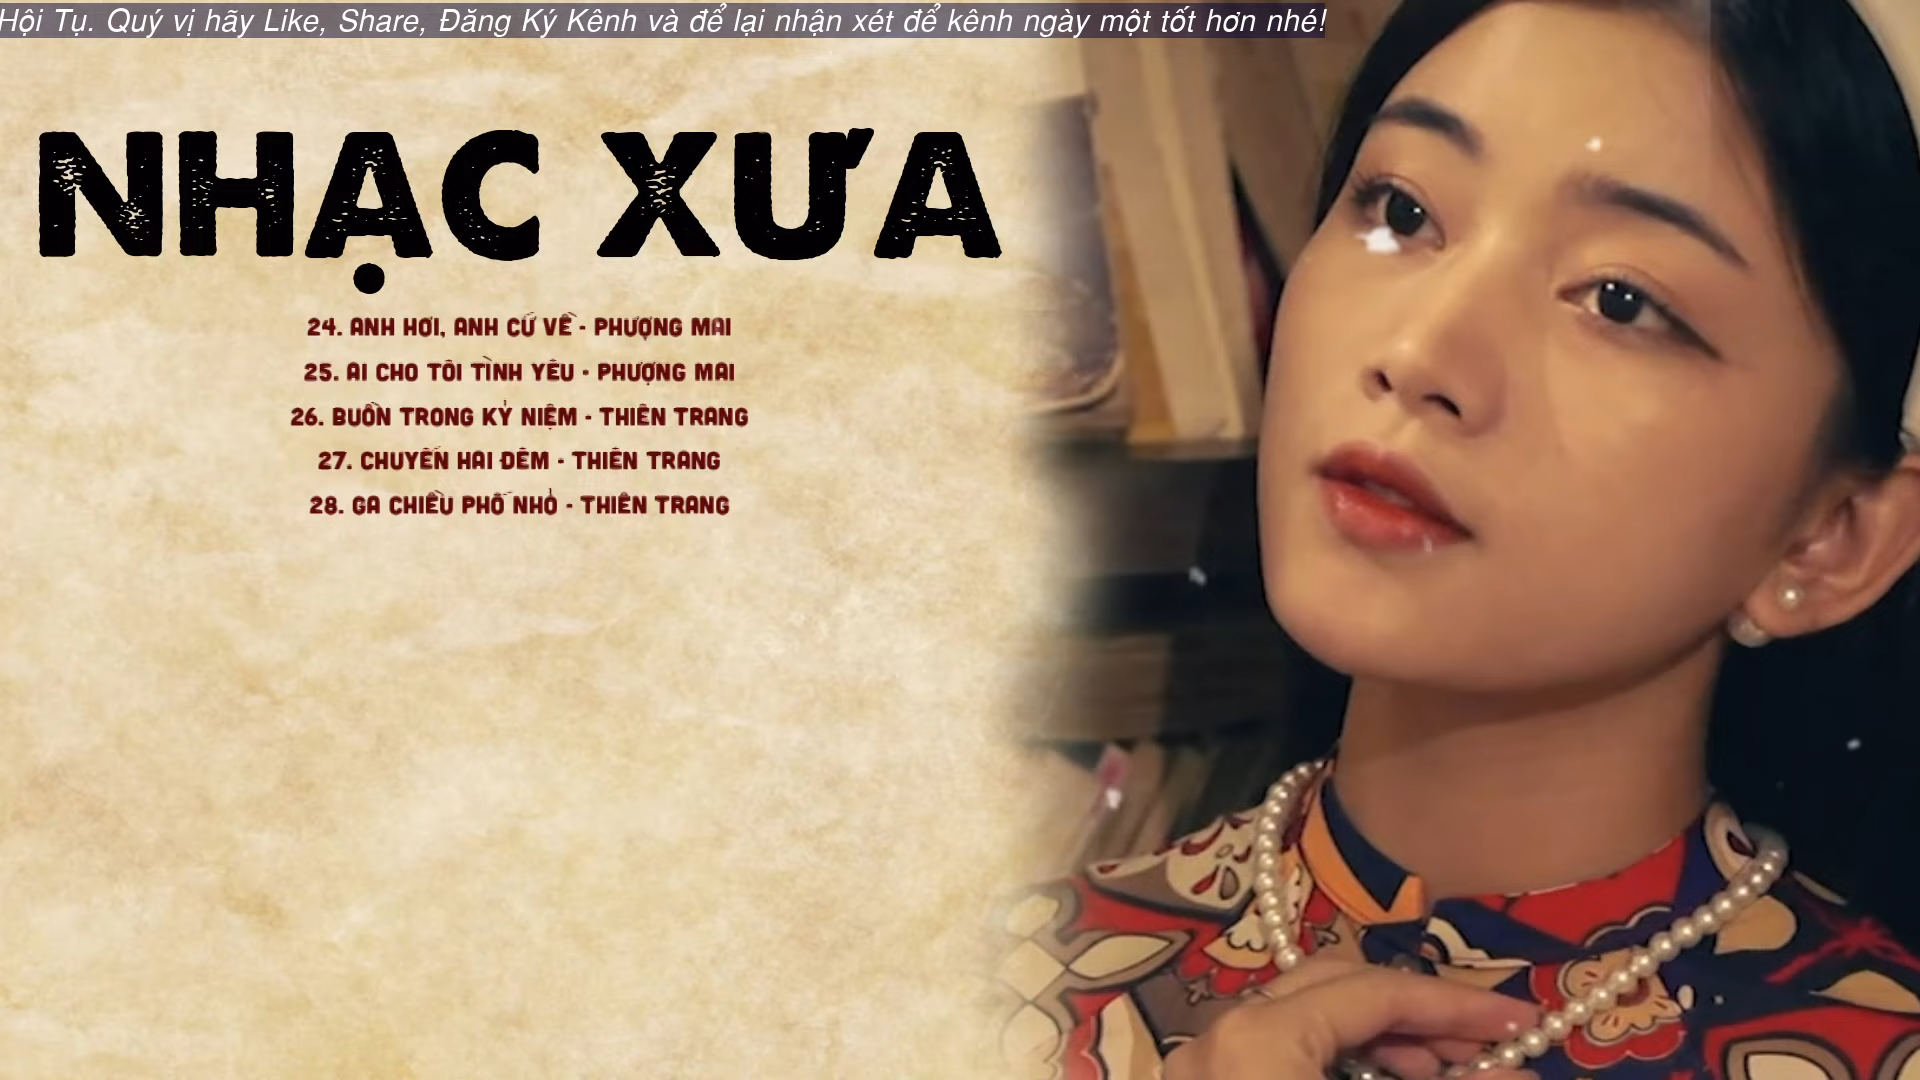 Hội Tụ. Quý vị hãy Like, Share, Đăng Ký Kênh và để lại nhận xét để kênh ngày một tốt hơn nhé!
NHẠC XƯA
24. ANH HƠI, ANH CỨ VỀ - PHƯỢNG MAI
25. AI CHO TÔI TÌNH YÊU - PHƯỢNG MAI
26. BUỒN TRONG KỶ NIỆM - THIÊN TRANG
27. CHUYẾN HAI ĐÊM - THIÊN TRANG
28. GA CHIỀU PHỐ NHỎ - THIÊN TRANG